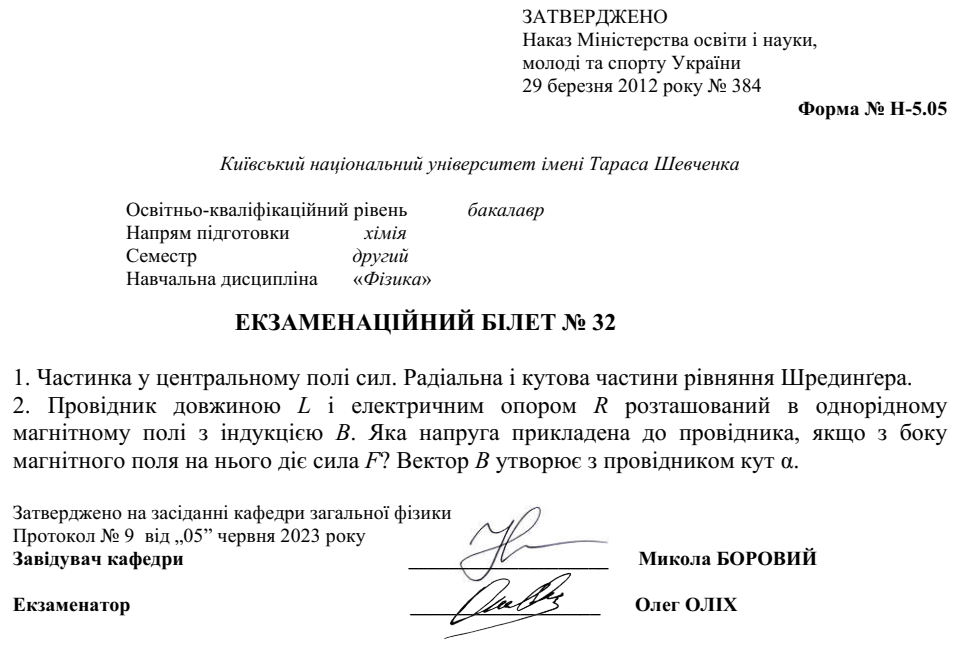 ЗАТВЕРДЖЕНО
Наказ Міністерства освіти і науки,
молоді та спорту України
29 березня 2012 року № 384
Форма № Н-5.05
Київський національний університет імені Тараса Шевченка
Освітньо-кваліфікаційний рівень бакалавр
Напрям підготовки хімія
Семестр другий
Навчальна дисципліна «Фізика»
ЕКЗАМЕНАЦІЙНИЙ БІЛЕТ № 32
1. Частинка у центральному полі сил. Радіальна і кутова частини рівняння Шредингера.
2. Провідник довжиною L і електричним опором R розташований в однорідному
магнітному полі з індукцією B. Яка напруга прикладена до провідника, якщо з боку
магнітного поля на нього діє сила F? Вектор B утворює з провідником кут α.
Затверджено на засіданні кафедри загальної фізики
Протокол № 9 від „05” червня 2023 року
Завідувач кафедри Микола БОРОВИЙ
Екзаменатор Олег ОЛІХ